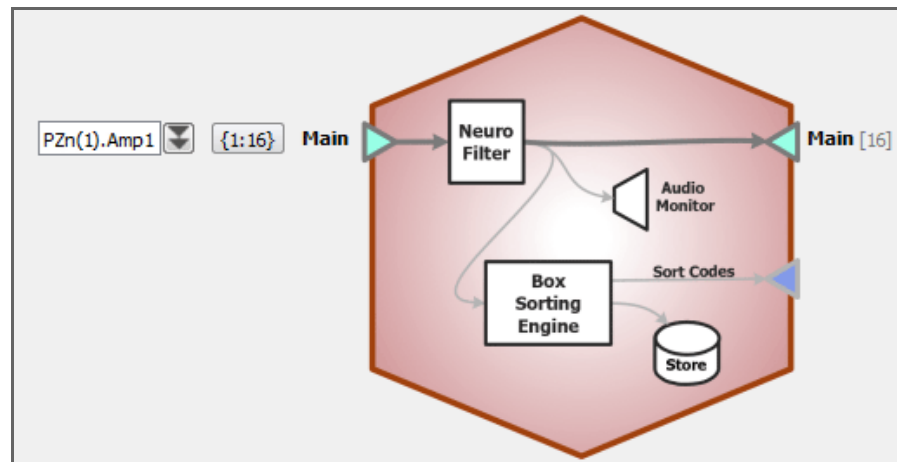 PZn(1).Amp1
{1:16}
Main
Neuro
Filter
Main [16]
Audio
Monitor
Box
Sorting
Engine
Sort Codes
Store